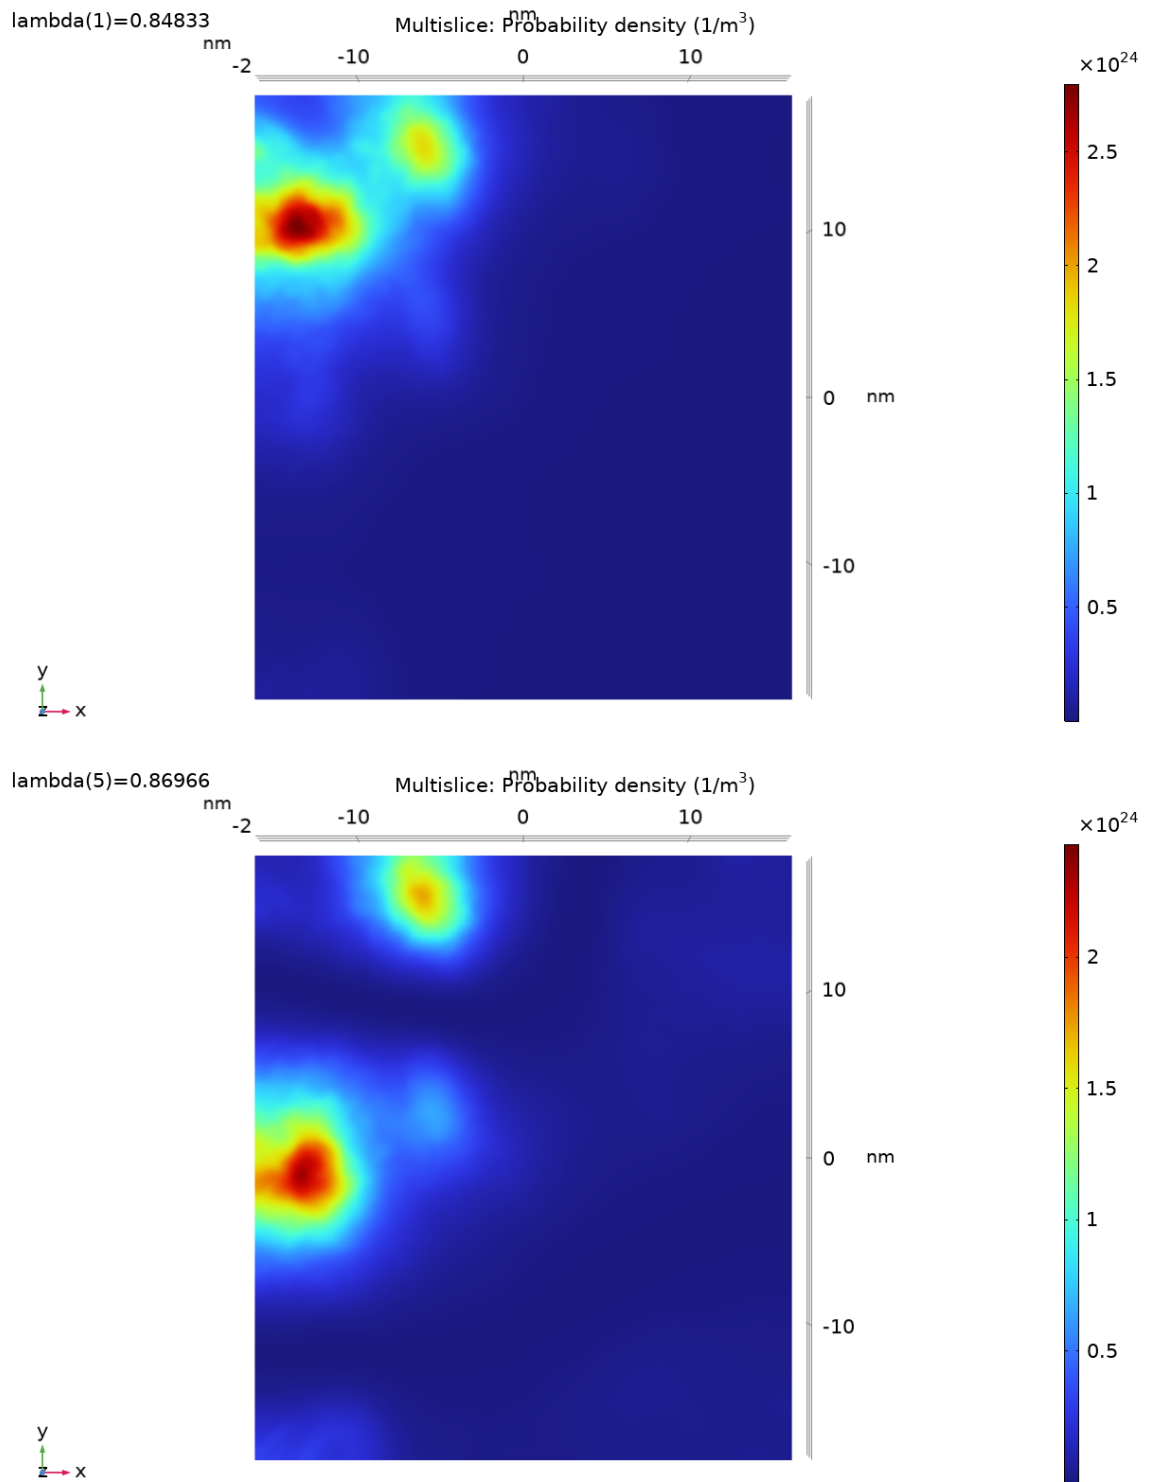 lambda(1)=0.84833
nm
Multislice: Probability density (1/m³)
nm
-2 -10 0 10
×10²⁴
2.5
10
2
1.5
0 nm
1
-10
0.5
y
z x
lambda(5)=0.86966
nm
Multislice: Probability density (1/m³)
nm
-2 -10 0 10
×10²⁴
2
10
1.5
0 nm
1
-10
0.5
y
z x